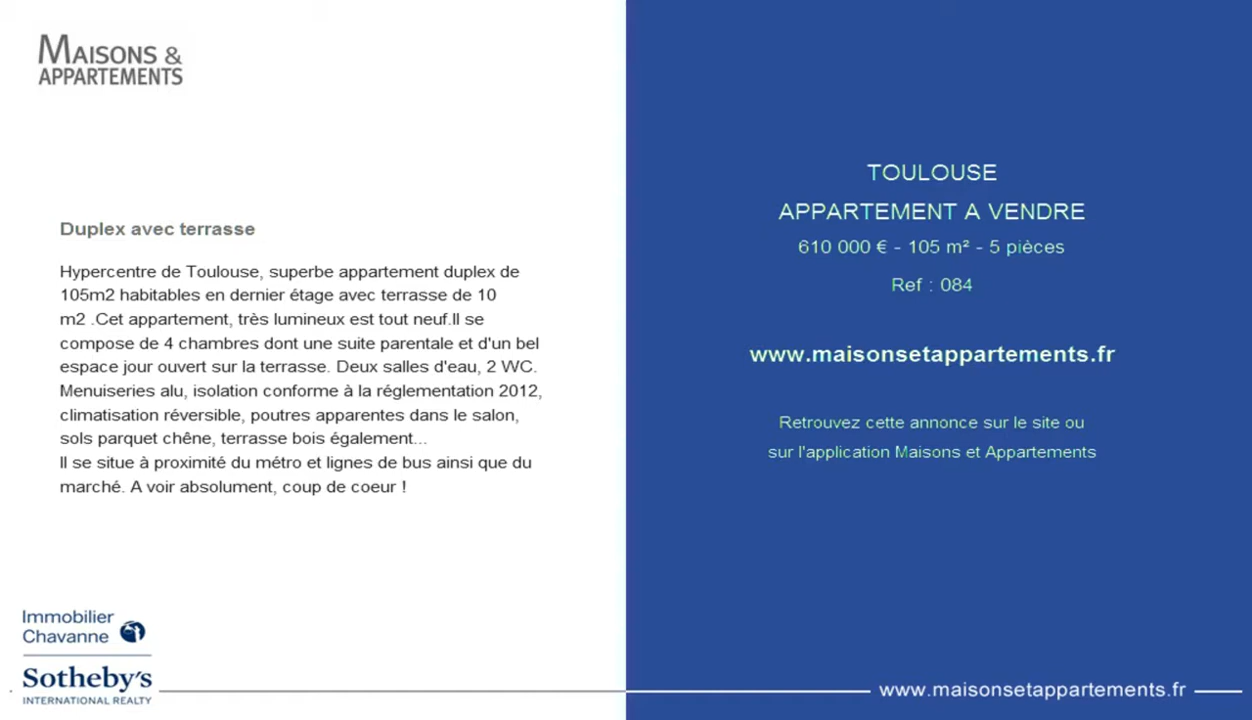 MAISONS &
APPARTEMENTS
Duplex avec terrasse
Hypercentre de Toulouse, superbe appartement duplex de
105m2 habitables en dernier étage avec terrasse de 10
m2 .Cet appartement, très lumineux est tout neuf.Il se
compose de 4 chambres dont une suite parentale et d'un bel
espace jour ouvert sur la terrasse. Deux salles d'eau, 2 WC.
Menuiseries alu, isolation conforme à la réglementation 2012,
climatisation réversible, poutres apparentes dans le salon,
sols parquet chêne, terrasse bois également...
Il se situe à proximité du métro et lignes de bus ainsi que du
marché. A voir absolument, coup de coeur !
Immobilier
Chavanne
Sotheby's
INTERNATIONAL REALTY
TOULOUSE
APPARTEMENT A VENDRE
610 000 € - 105 m² - 5 pièces
Ref : 084
www.maisonsetappartements.fr
Retrouvez cette annonce sur le site ou
sur l'application Maisons et Appartements
www.maisonsetappartements.fr